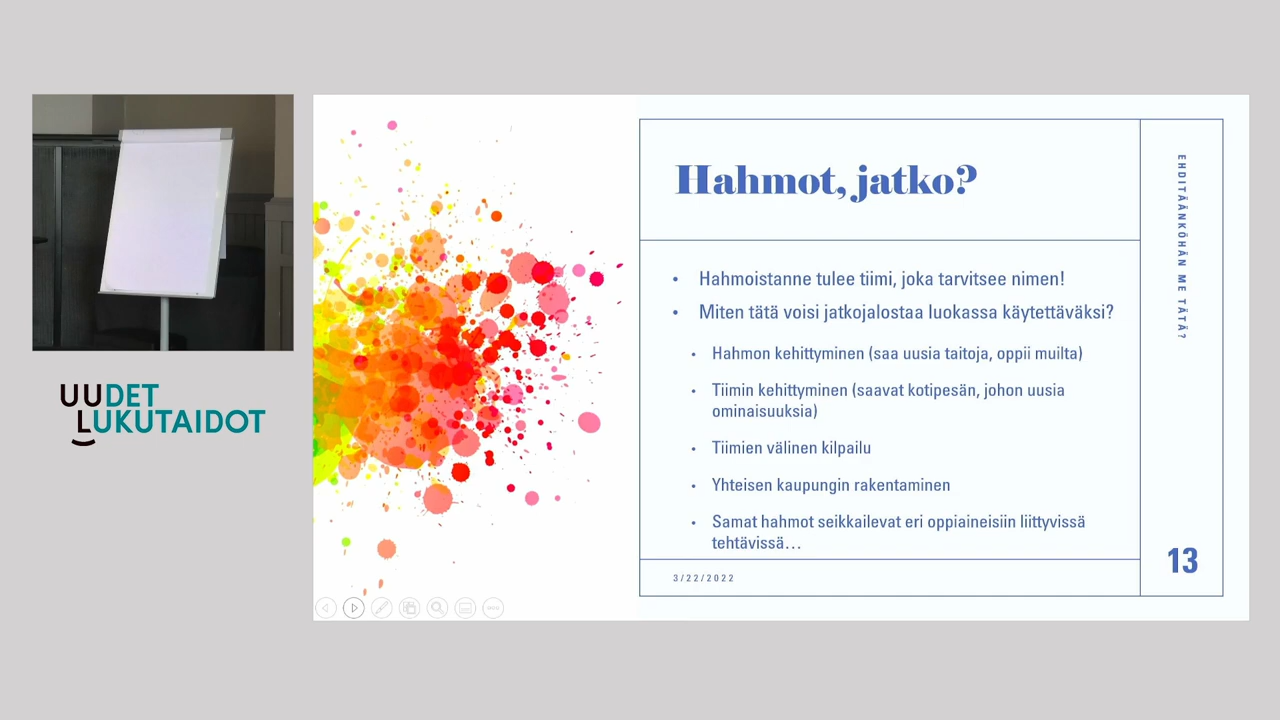 UUDET
LUKUTAIDOT
Hahmot, jatko?
• Hahmoistanne tulee tiimi, joka tarvitsee nimen!
• Miten tätä voisi jatkojalostaa luokassa käytettäväksi?
• Hahmon kehittyminen (saa uusia taitoja, oppii muilta)
• Tiimin kehittyminen (saavat kotipesän, johon uusia
ominaisuuksia)
• Tiimien välinen kilpailu
• Yhteisen kaupungin rakentaminen
• Samat hahmot seikkailevat eri oppiaineisiin liittyvissä
tehtävissä...
3/22/2022
EHDITÄÄNKÖHÄN ME TÄTÄ?
13